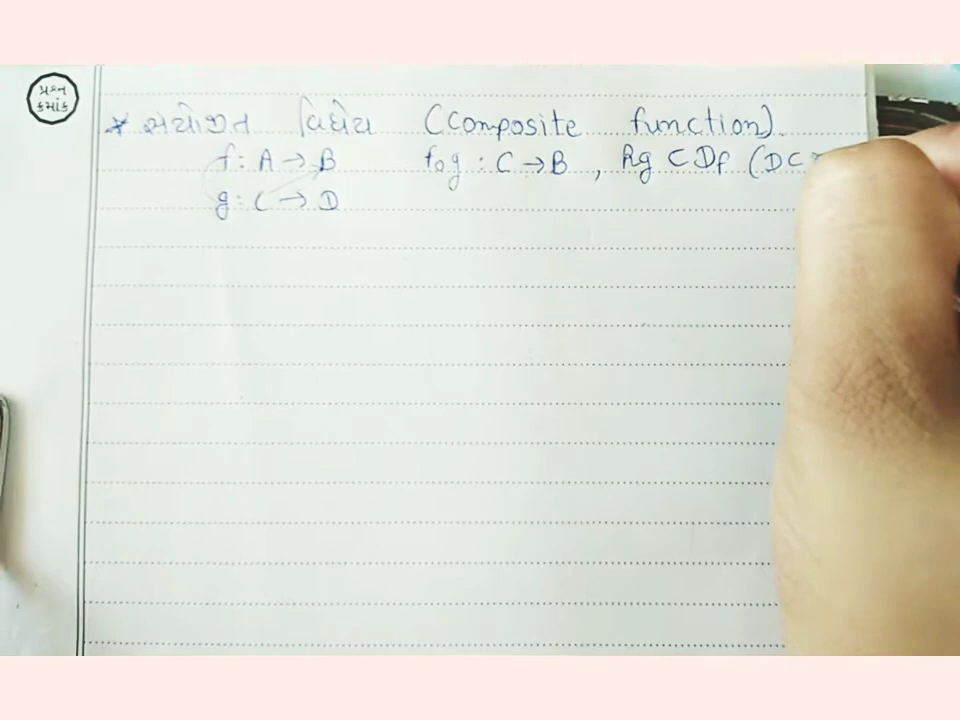 પ્રશ્ન
ક્રમાંક
* સંયોજીત વિધેય (Composite function)
f: A → B fog : C → B , Rg ⊂ Df (D ⊂
g: C → D